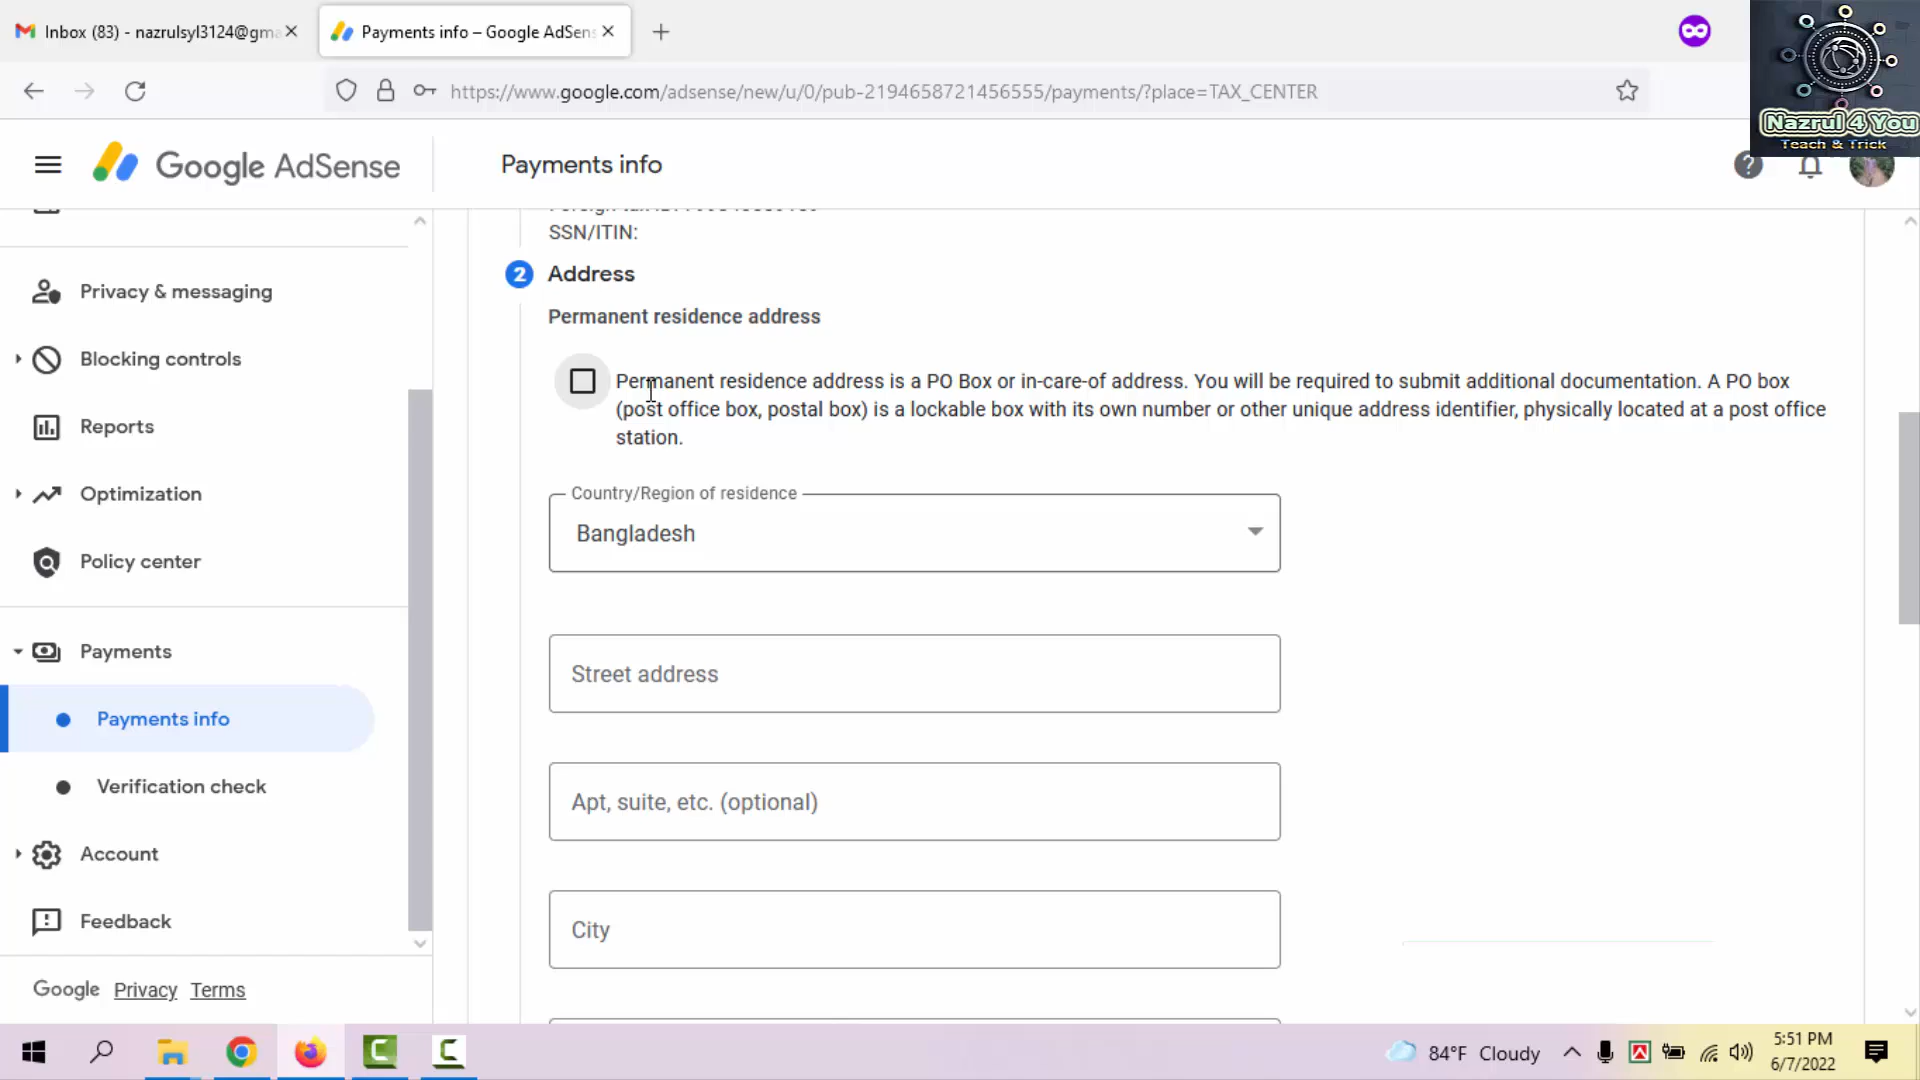 Inbox (83) - nazrulsyl3124@gma
Payments info – Google AdSens
https://www.google.com/adsense/new/u/0/pub-2194658721456555/payments/?place=TAX_CENTER
Nazrul 4 You
Teach & Trick
Google AdSense
Payments info
SSN/ITIN:
2 Address
Permanent residence address
Permanent residence address is a PO Box or in-care-of address. You will be required to submit additional documentation. A PO box
(post office box, postal box) is a lockable box with its own number or other unique address identifier, physically located at a post office
station.
Country/Region of residence
Bangladesh
Street address
Apt, suite, etc. (optional)
City
Privacy & messaging
Blocking controls
Reports
Optimization
Policy center
Payments
Payments info
Verification check
Account
Feedback
Google Privacy Terms
84°F Cloudy
5:51 PM
6/7/2022